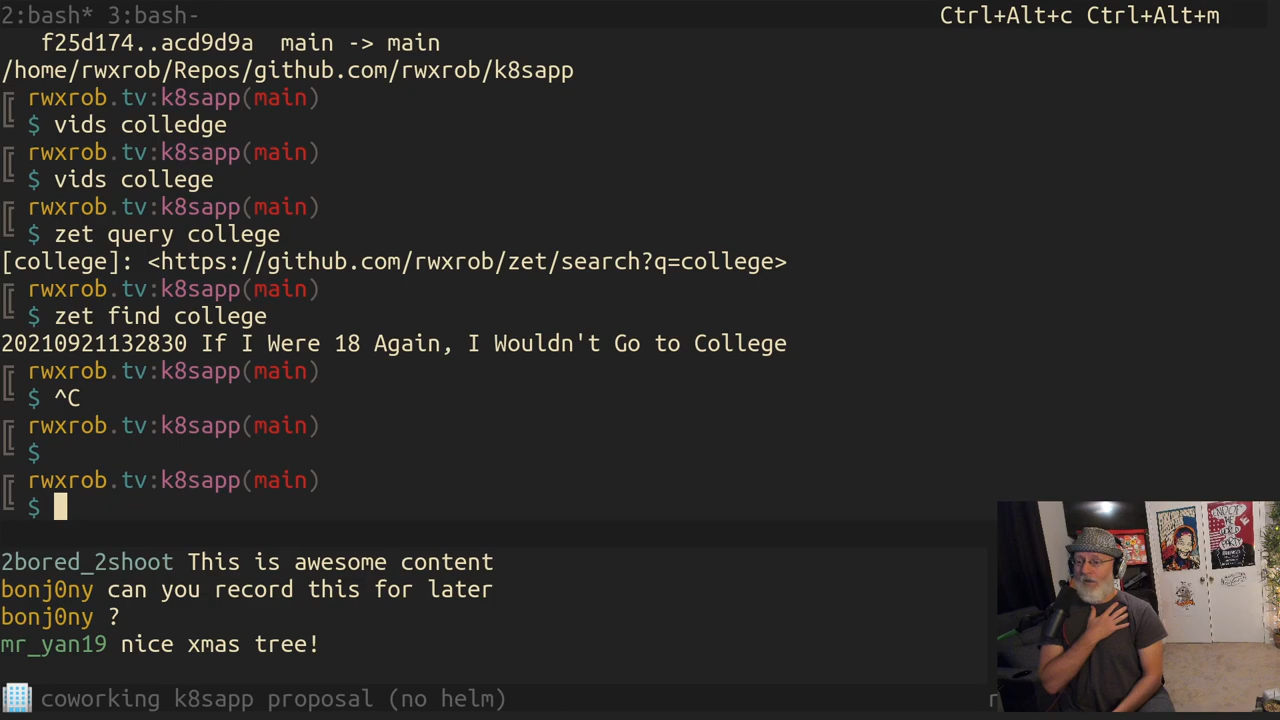 2:bash* 3:bash- Ctrl+Alt+c Ctrl+Alt+m
f25d174..acd9d9a  main -> main
/home/rwxrob/Repos/github.com/rwxrob/k8sapp
rwxrob.tv:k8sapp(main)
$ vids colledge
rwxrob.tv:k8sapp(main)
$ vids college
rwxrob.tv:k8sapp(main)
$ zet query college
[college]: <https://github.com/rwxrob/zet/search?q=college>
rwxrob.tv:k8sapp(main)
$ zet find college
20210921132830 If I Were 18 Again, I Wouldn't Go to College
rwxrob.tv:k8sapp(main)
$ ^C
rwxrob.tv:k8sapp(main)
$
rwxrob.tv:k8sapp(main)
$
2bored_2shoot This is awesome content
bonj0ny can you record this for later
bonj0ny ?
mr_yan19 nice xmas tree!
coworking k8sapp proposal (no helm)